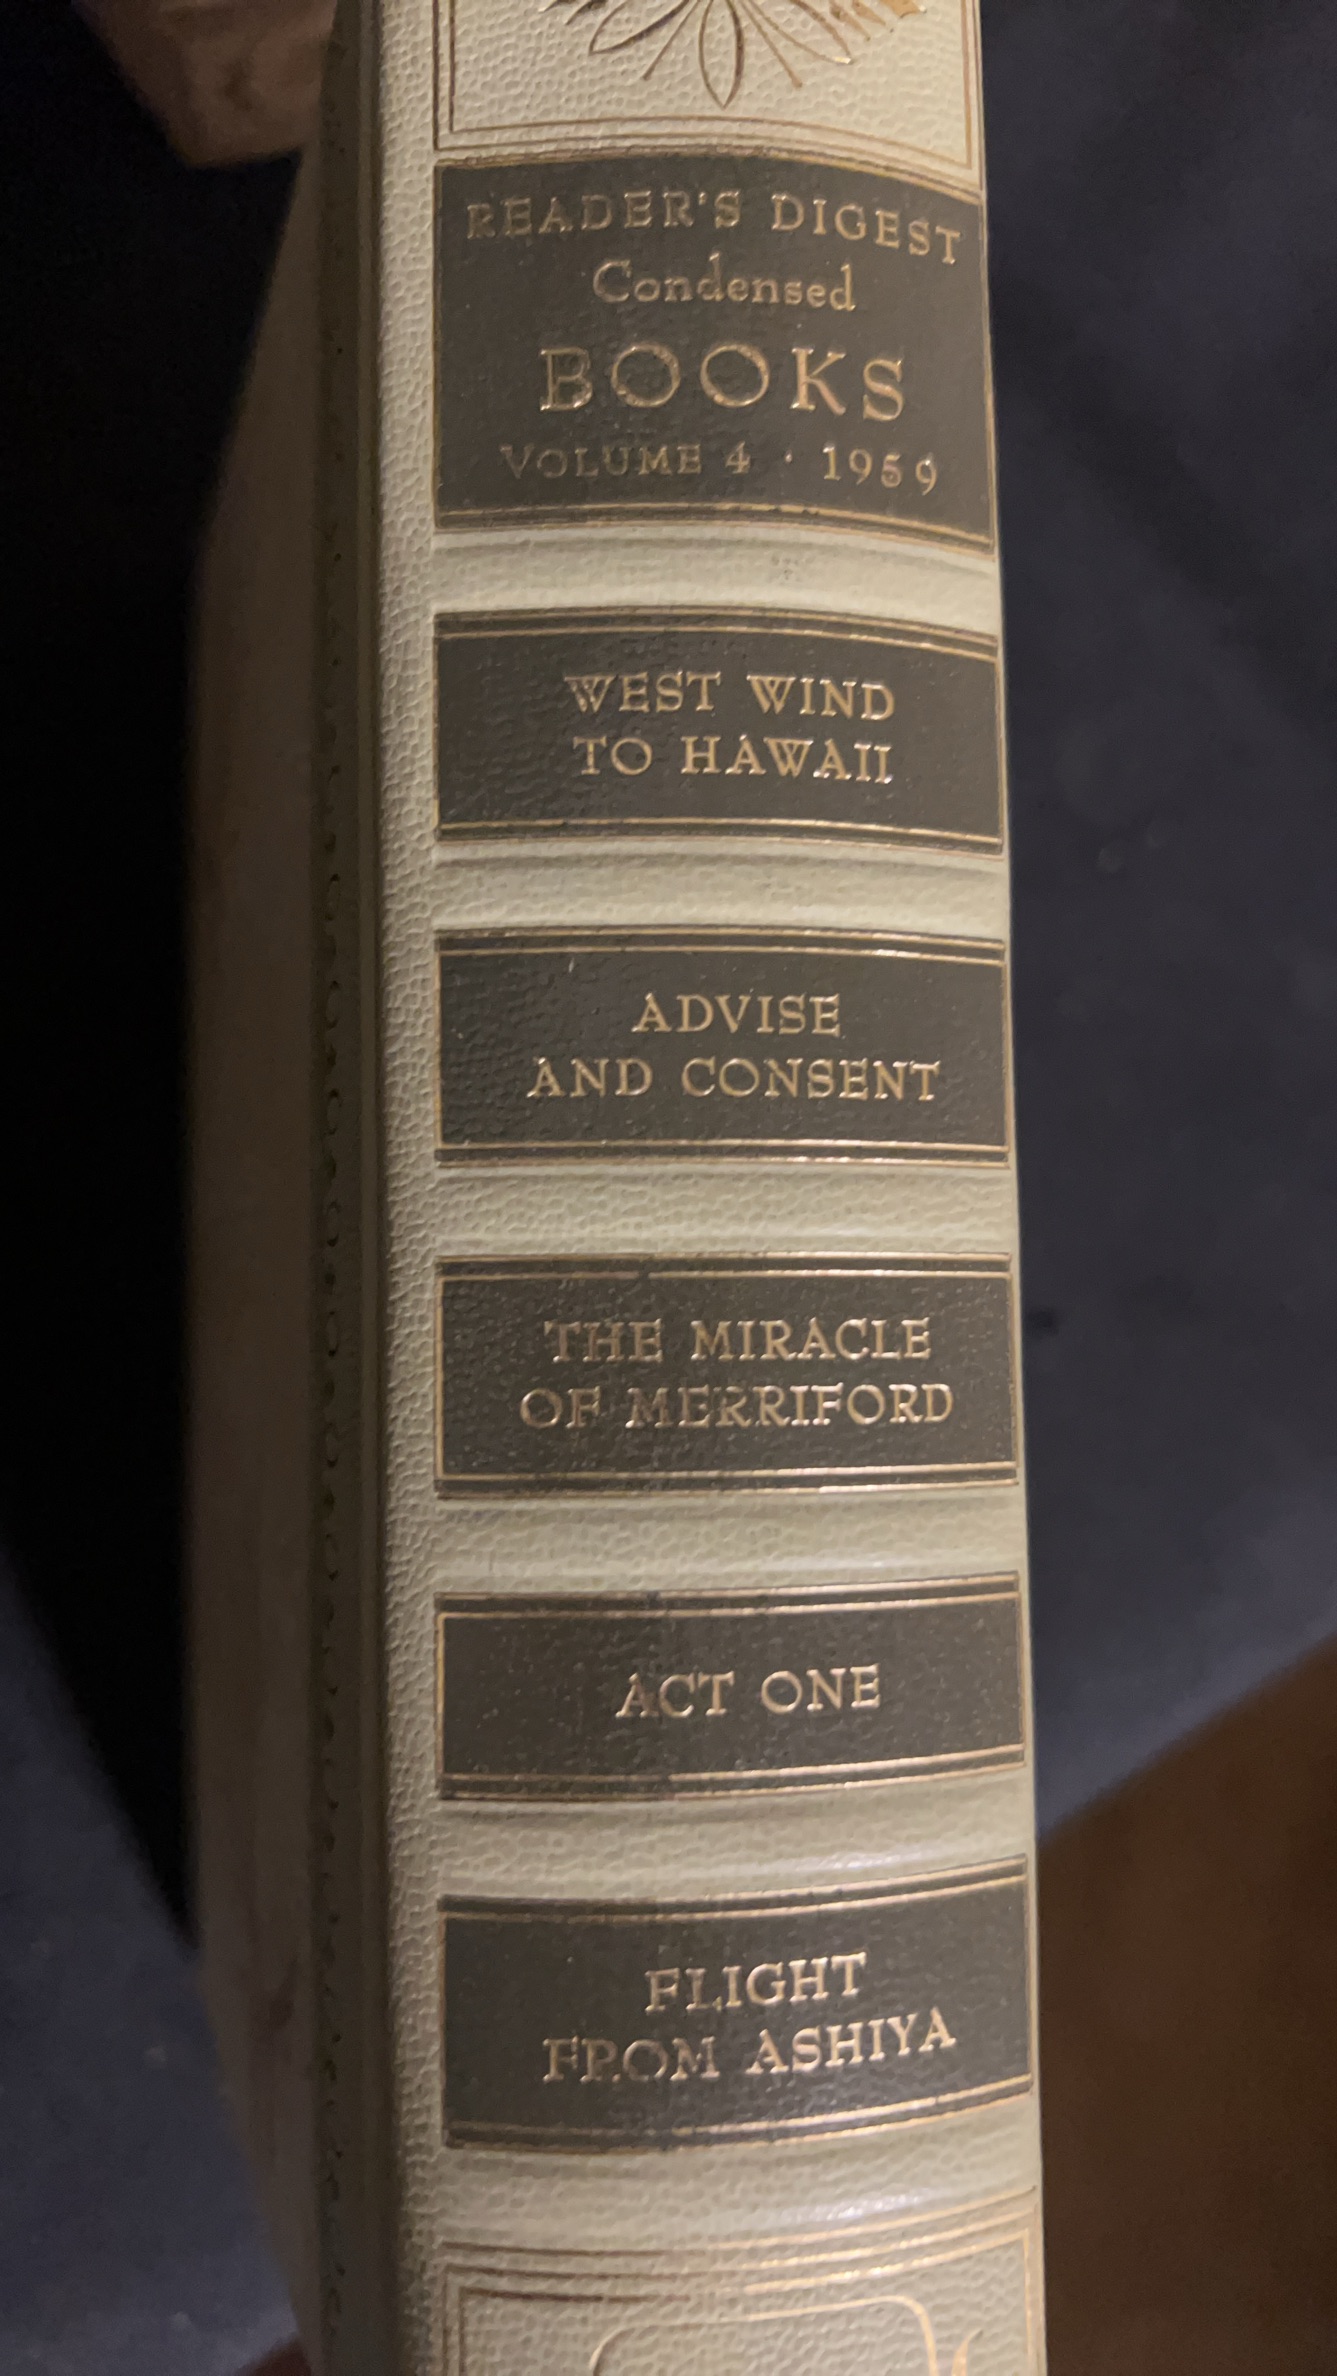 READER'S DIGEST
Condensed
BOOKS
VOLUME 4 · 1959
WEST WIND
TO HAWAII
ADVISE
AND CONSENT
THE MIRACLE
OF MERRIFORD
ACT ONE
FLIGHT
FROM ASHIYA